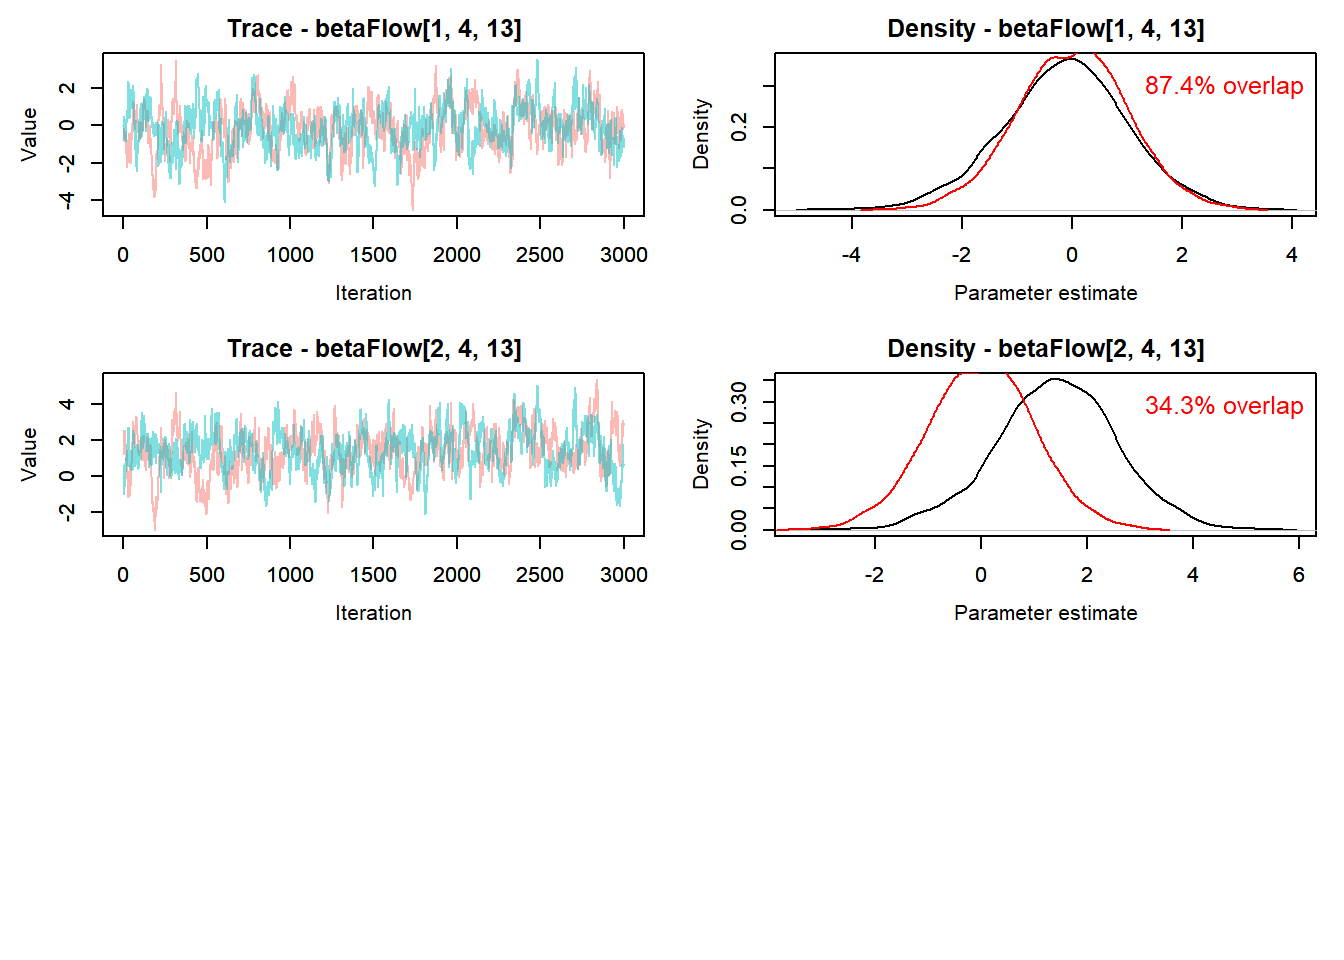 Trace - betaFlow[1, 4, 13]
Value
2
0
-2
-4
0 500 1000 1500 2000 2500 3000
Iteration
Density - betaFlow[1, 4, 13]
87.4% overlap
Density
0.2
0.0
-4 -2 0 2 4
Parameter estimate
Trace - betaFlow[2, 4, 13]
Value
4
2
0
-2
0 500 1000 1500 2000 2500 3000
Iteration
Density - betaFlow[2, 4, 13]
34.3% overlap
Density
0.30
0.15
0.00
-2 0 2 4 6
Parameter estimate